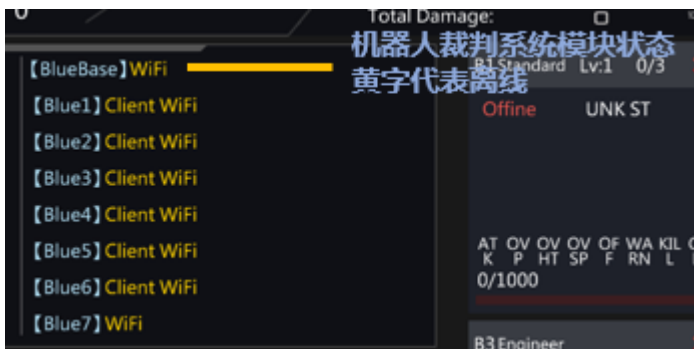 0
Total Damage:
机器人裁判系统模块状态
黄字代表离线
【BlueBase】WiFi
【Blue1】Client WiFi
【Blue2】Client WiFi
【Blue3】Client WiFi
【Blue4】Client WiFi
【Blue5】Client WiFi
【Blue6】Client WiFi
【Blue7】WiFi
B1 Standard Lv:1 0/3
Offine UNK ST
AT OV OV OV OF WA KIL
K P HT SP F RN L
0/1000
B3 Engineer